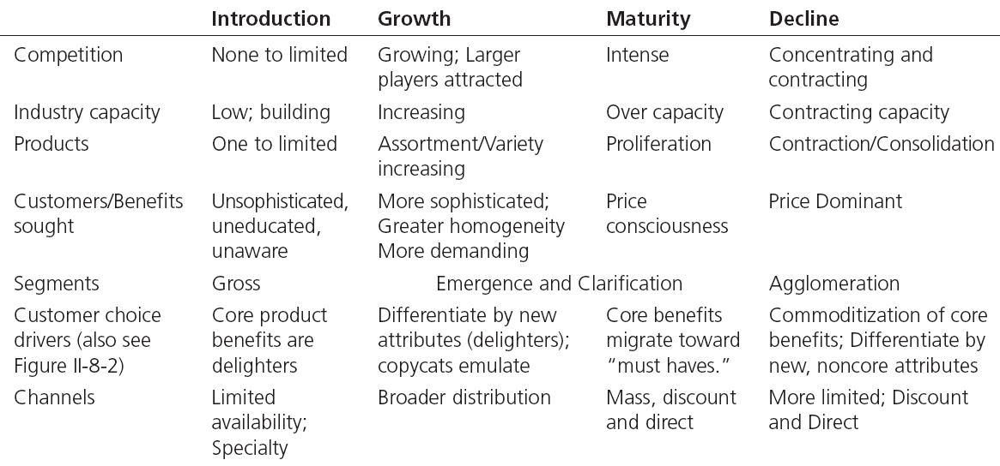 Introduction Growth Maturity Decline
Competition None to limited Growing; Larger Intense Concentrating and
players attracted contracting
Industry capacity Low; building Increasing Over capacity Contracting capacity
Products One to limited Assortment/Variety Proliferation Contraction/Consolidation
increasing
Customers/Benefits Unsophisticated, More sophisticated; Price Price Dominant
sought uneducated, Greater homogeneity consciousness
unaware More demanding
Segments Gross Emergence and Clarification Agglomeration
Customer choice Core product Differentiate by new Core benefits Commoditization of core
drivers (also see benefits are attributes (delighters); migrate toward benefits; Differentiate by
Figure II-8-2) delighters copycats emulate “must haves.” new, noncore attributes
Channels Limited Broader distribution Mass, discount More limited; Discount
availability; and direct and Direct
Specialty